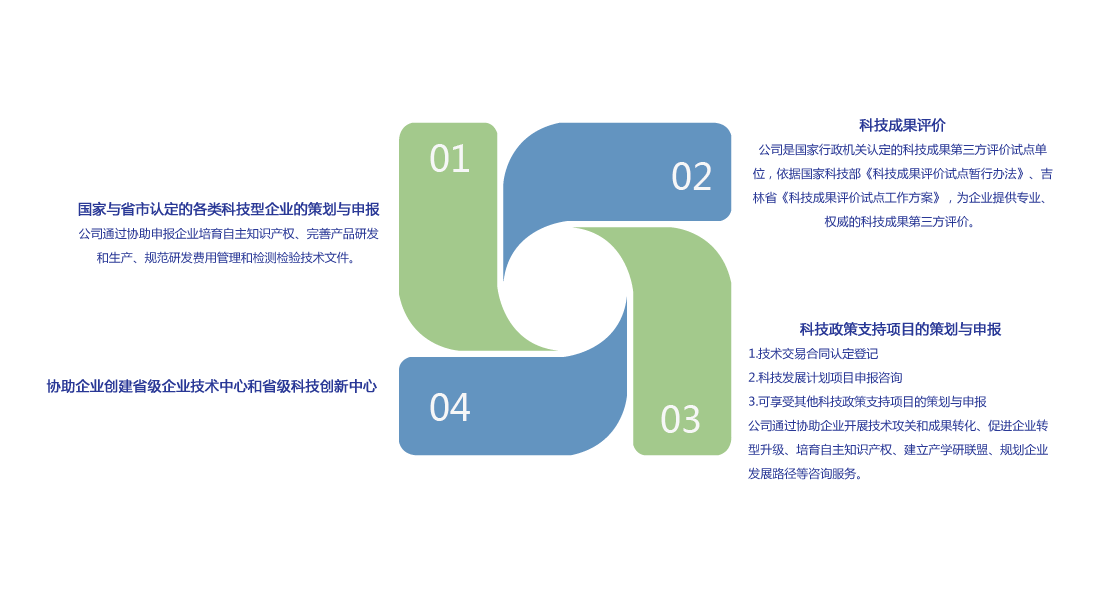 01
国家与省市认定的各类科技型企业的策划与申报
公司通过协助申报企业培育自主知识产权、完善产品研发
和生产、规范研发费用管理和检测检验技术文件。
02
科技成果评价
公司是国家行政机关认定的科技成果第三方评价试点单
位，依据国家科技部《科技成果评价试点暂行办法》、吉
林省《科技成果评价试点工作方案》，为企业提供专业、
权威的科技成果第三方评价。
03
科技政策支持项目的策划与申报
1.技术交易合同认定登记
2.科技发展计划项目申报咨询
3.可享受其他科技政策支持项目的策划与申报
公司通过协助企业开展技术攻关和成果转化、促进企业转
型升级、培育自主知识产权、建立产学研联盟、规划企业
发展路径等咨询服务。
04
协助企业创建省级企业技术中心和省级科技创新中心